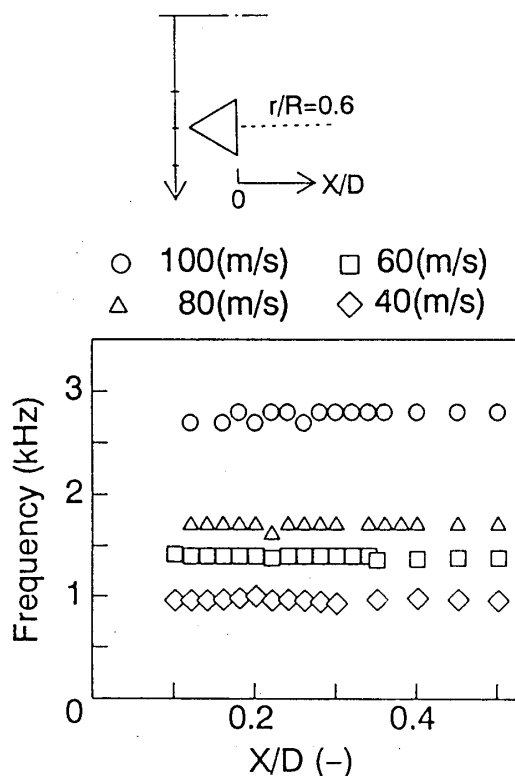 r/R=0.6
0
X/D
○ 100(m/s) □ 60(m/s)
△ 80(m/s) ◇ 40(m/s)
Frequency (kHz)
3
2
1
0
0.2
0.4
X/D (−)